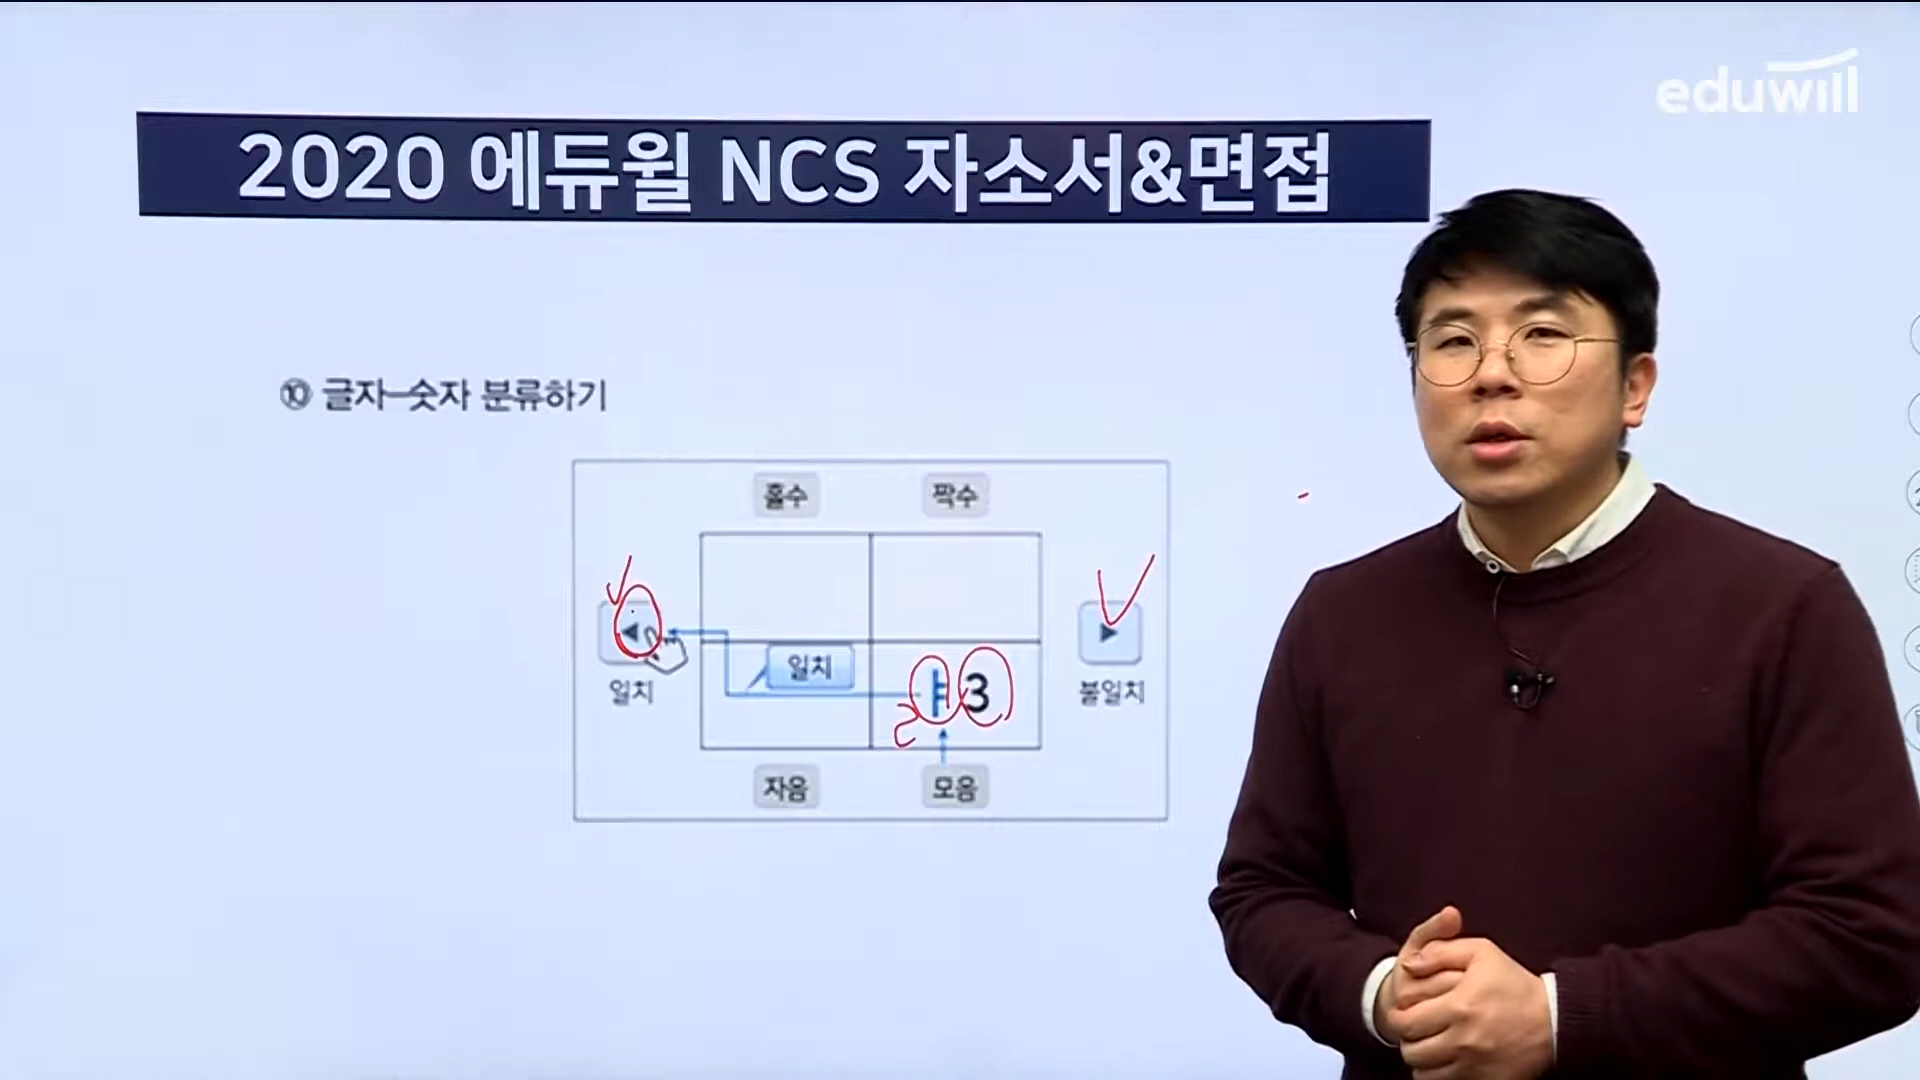 eduwill
2020 에듀윌 NCS 자소서&면접
⑩ 글자-숫자 분류하기
홀수 짝수
◀ ▶
일치 일치 ㅑ3 불일치
2
자음 모음